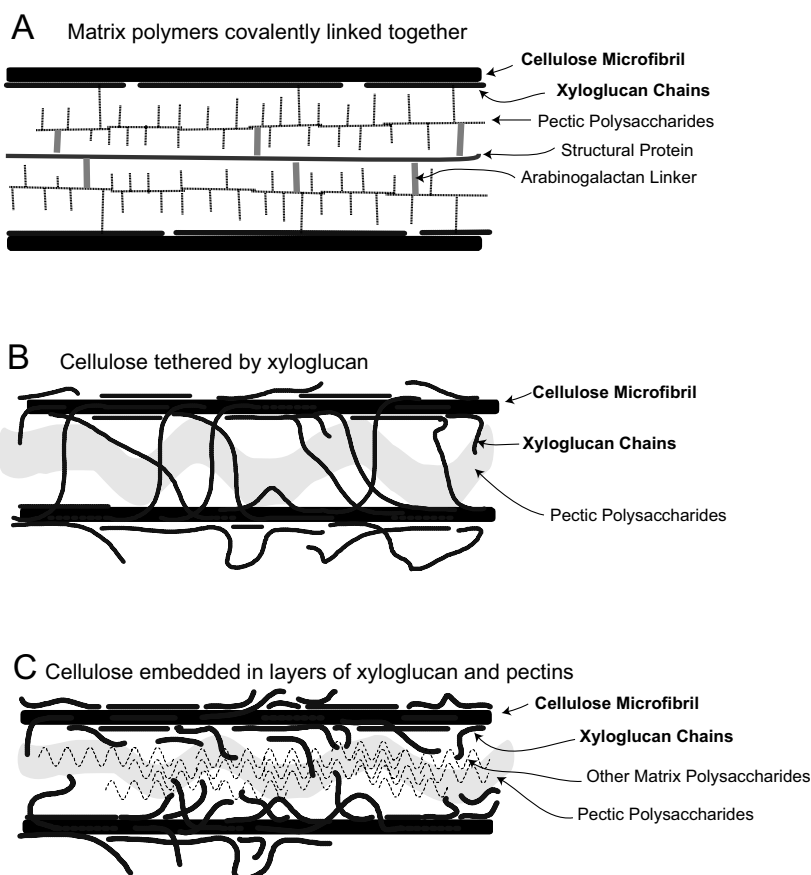 A Matrix polymers covalently linked together
Cellulose Microfibril
Xyloglucan Chains
Pectic Polysaccharides
Structural Protein
Arabinogalactan Linker
B Cellulose tethered by xyloglucan
Cellulose Microfibril
Xyloglucan Chains
Pectic Polysaccharides
C Cellulose embedded in layers of xyloglucan and pectins
Cellulose Microfibril
Xyloglucan Chains
Other Matrix Polysaccharides
Pectic Polysaccharides